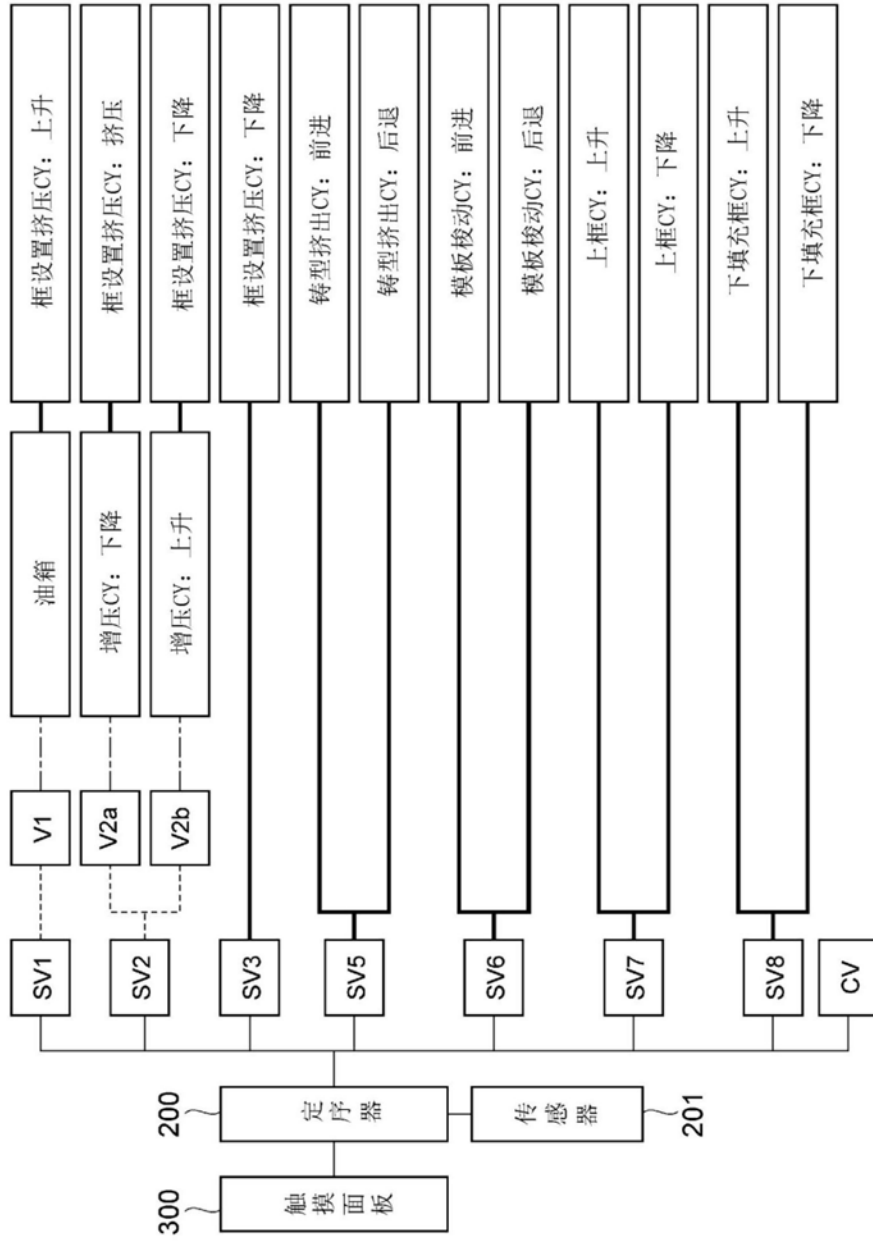 300
触摸面板
200
定序器
传感器
201
SV1
SV2
SV3
SV5
SV6
SV7
SV8
CV
V1
V2a
V2b
油箱
增压CY：下降
增压CY：上升
框设置挤压CY：上升
框设置挤压CY：挤压
框设置挤压CY：下降
框设置挤压CY：下降
铸型挤出CY：前进
铸型挤出CY：后退
模板梭动CY：前进
模板梭动CY：后退
上框CY：上升
上框CY：下降
下填充框CY：上升
下填充框CY：下降